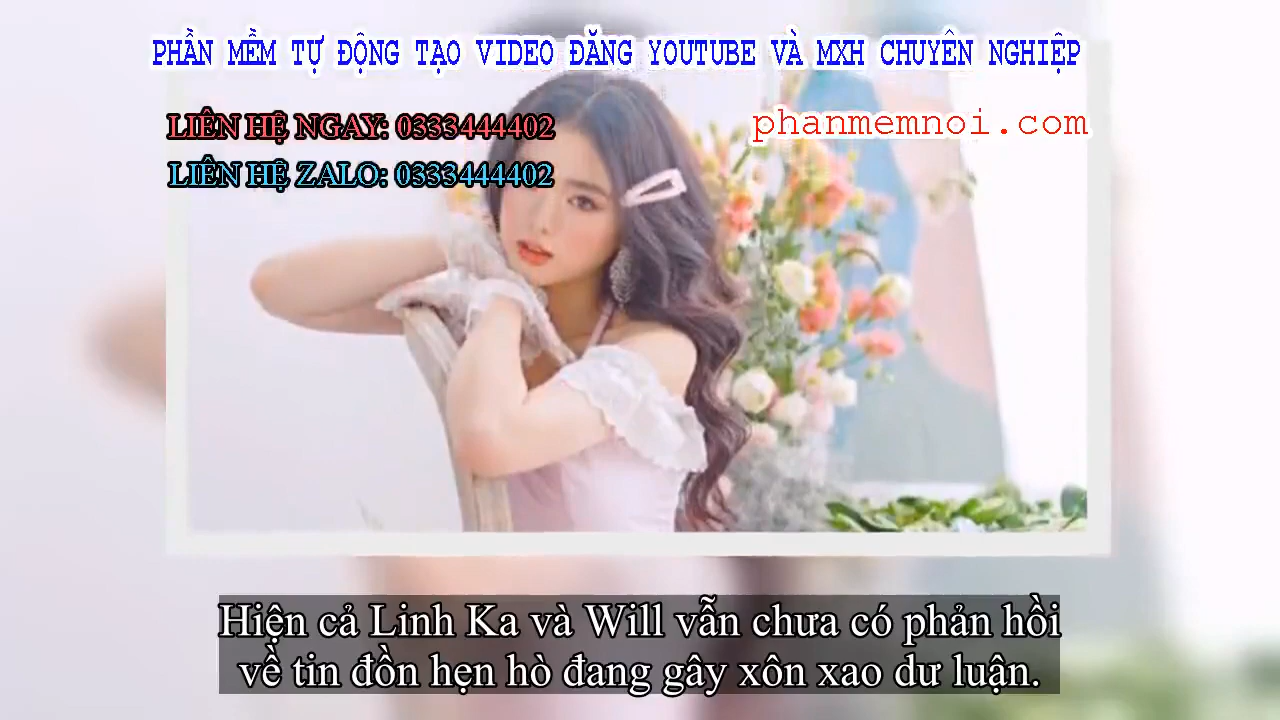 PHẦN MỀM TỰ ĐỘNG TẠO VIDEO ĐĂNG YOUTUBE VÀ MXH CHUYÊN NGHIỆP
LIÊN HỆ NGAY: 0333444402
phanmemnoi.com
LIÊN HỆ ZALO: 0333444402
Hiện cả Linh Ka và Will vẫn chưa có phản hồi
về tin đồn hẹn hò đang gây xôn xao dư luận.